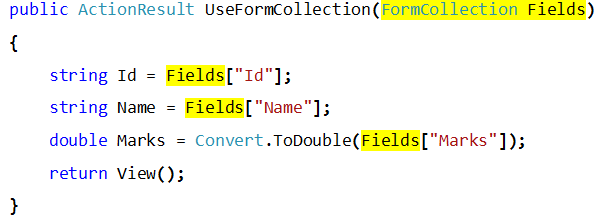 public ActionResult UseFormCollection(FormCollection Fields)
{
string Id = Fields["Id"];
string Name = Fields["Name"];
double Marks = Convert.ToDouble(Fields["Marks"]);
return View();
}